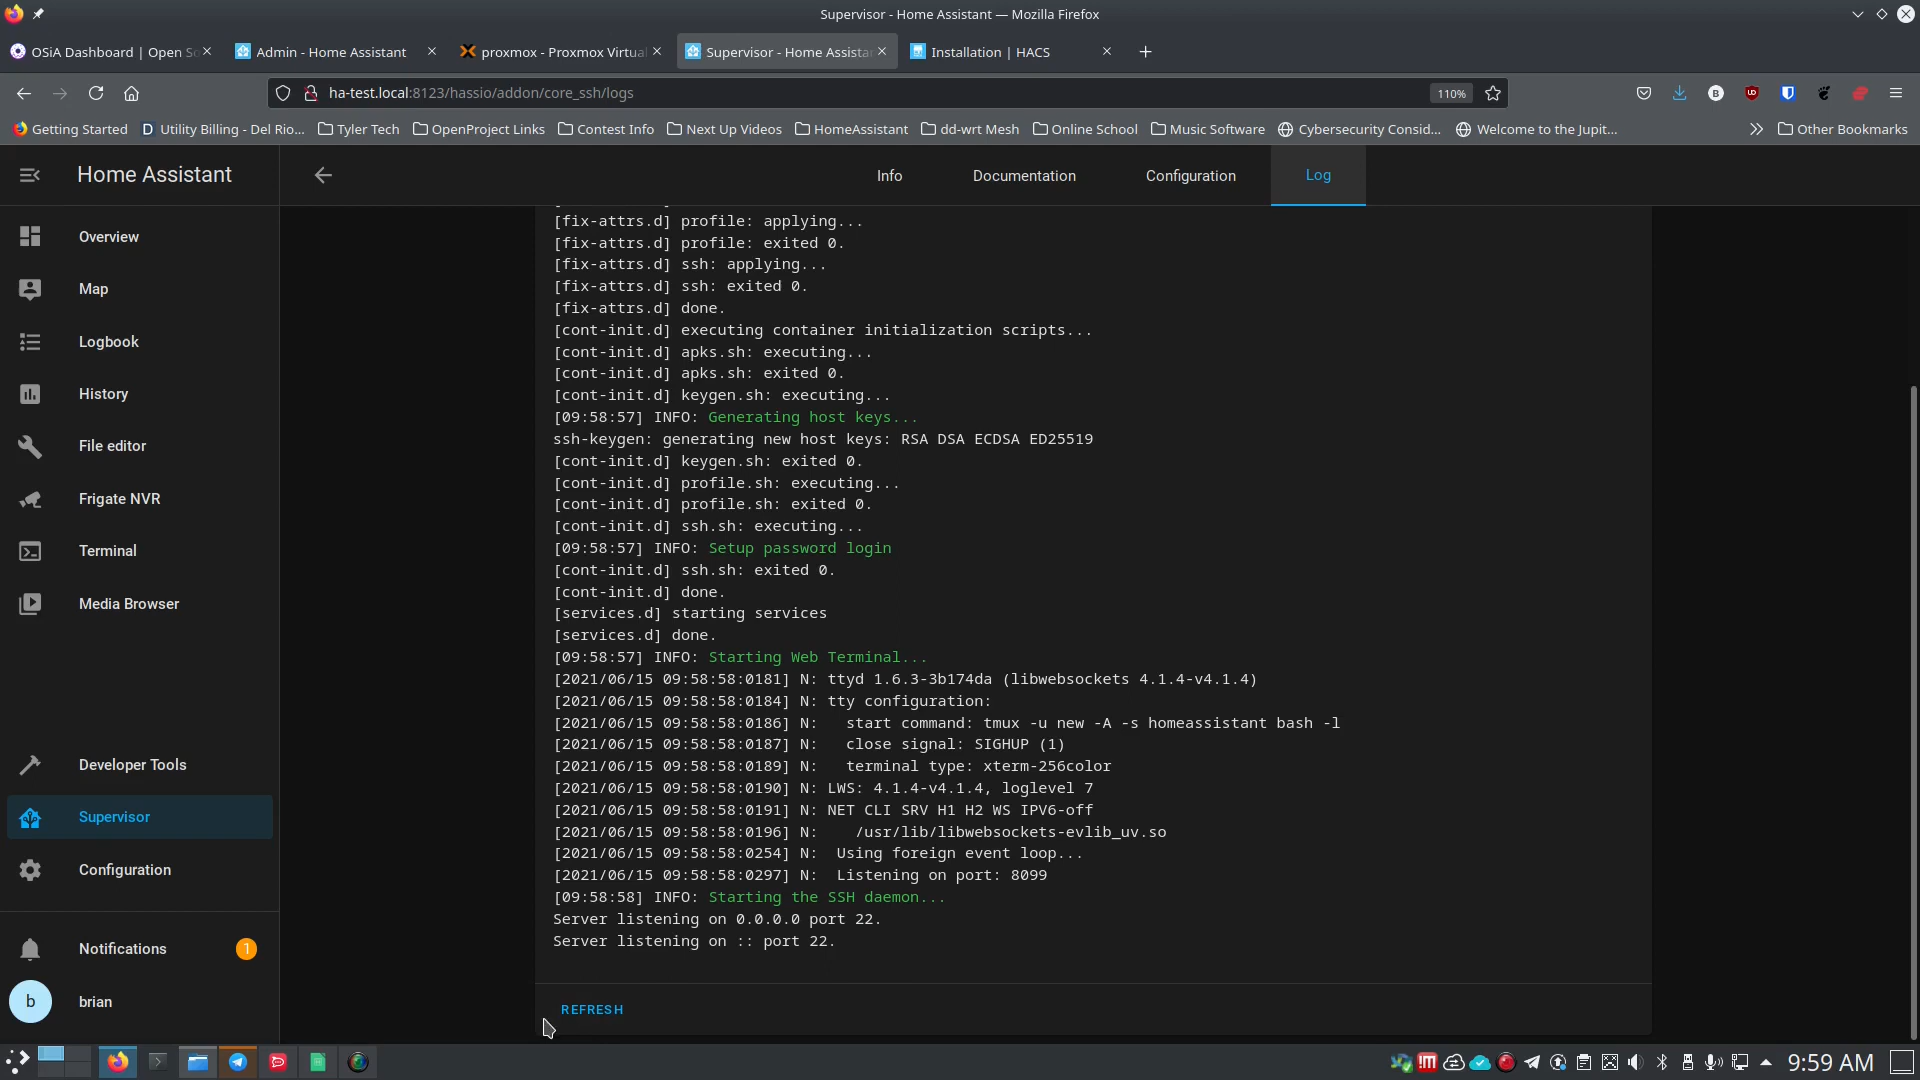 Supervisor - Home Assistant — Mozilla Firefox
OSiA Dashboard | Open So
Admin - Home Assistant
proxmox - Proxmox Virtual
Supervisor - Home Assistan
Installation | HACS
ha-test.local:8123/hassio/addon/core_ssh/logs
110%
Getting Started
Utility Billing - Del Rio...
Tyler Tech
OpenProject Links
Contest Info
Next Up Videos
HomeAssistant
dd-wrt Mesh
Online School
Music Software
Cybersecurity Consid...
Welcome to the Jupit...
Other Bookmarks
Home Assistant
Info
Documentation
Configuration
Log
Overview
Map
Logbook
History
File editor
Frigate NVR
Terminal
Media Browser
Developer Tools
Supervisor
Configuration
Notifications
1
b
brian
[fix-attrs.d] profile: applying...
[fix-attrs.d] profile: exited 0.
[fix-attrs.d] ssh: applying...
[fix-attrs.d] ssh: exited 0.
[fix-attrs.d] done.
[cont-init.d] executing container initialization scripts...
[cont-init.d] apks.sh: executing...
[cont-init.d] apks.sh: exited 0.
[cont-init.d] keygen.sh: executing...
[09:58:57] INFO: Generating host keys...
ssh-keygen: generating new host keys: RSA DSA ECDSA ED25519
[cont-init.d] keygen.sh: exited 0.
[cont-init.d] profile.sh: executing...
[cont-init.d] profile.sh: exited 0.
[cont-init.d] ssh.sh: executing...
[09:58:57] INFO: Setup password login
[cont-init.d] ssh.sh: exited 0.
[cont-init.d] done.
[services.d] starting services
[services.d] done.
[09:58:57] INFO: Starting Web Terminal...
[2021/06/15 09:58:58:0181] N: ttyd 1.6.3-3b174da (libwebsockets 4.1.4-v4.1.4)
[2021/06/15 09:58:58:0184] N: tty configuration:
[2021/06/15 09:58:58:0186] N:   start command: tmux -u new -A -s homeassistant bash -l
[2021/06/15 09:58:58:0187] N:   close signal: SIGHUP (1)
[2021/06/15 09:58:58:0189] N:   terminal type: xterm-256color
[2021/06/15 09:58:58:0190] N: LWS: 4.1.4-v4.1.4, loglevel 7
[2021/06/15 09:58:58:0191] N: NET CLI SRV H1 H2 WS IPV6-off
[2021/06/15 09:58:58:0196] N:    /usr/lib/libwebsockets-evlib_uv.so
[2021/06/15 09:58:58:0254] N:  Using foreign event loop...
[2021/06/15 09:58:58:0297] N:  Listening on port: 8099
[09:58:58] INFO: Starting the SSH daemon...
Server listening on 0.0.0.0 port 22.
Server listening on :: port 22.
REFRESH
9:59 AM